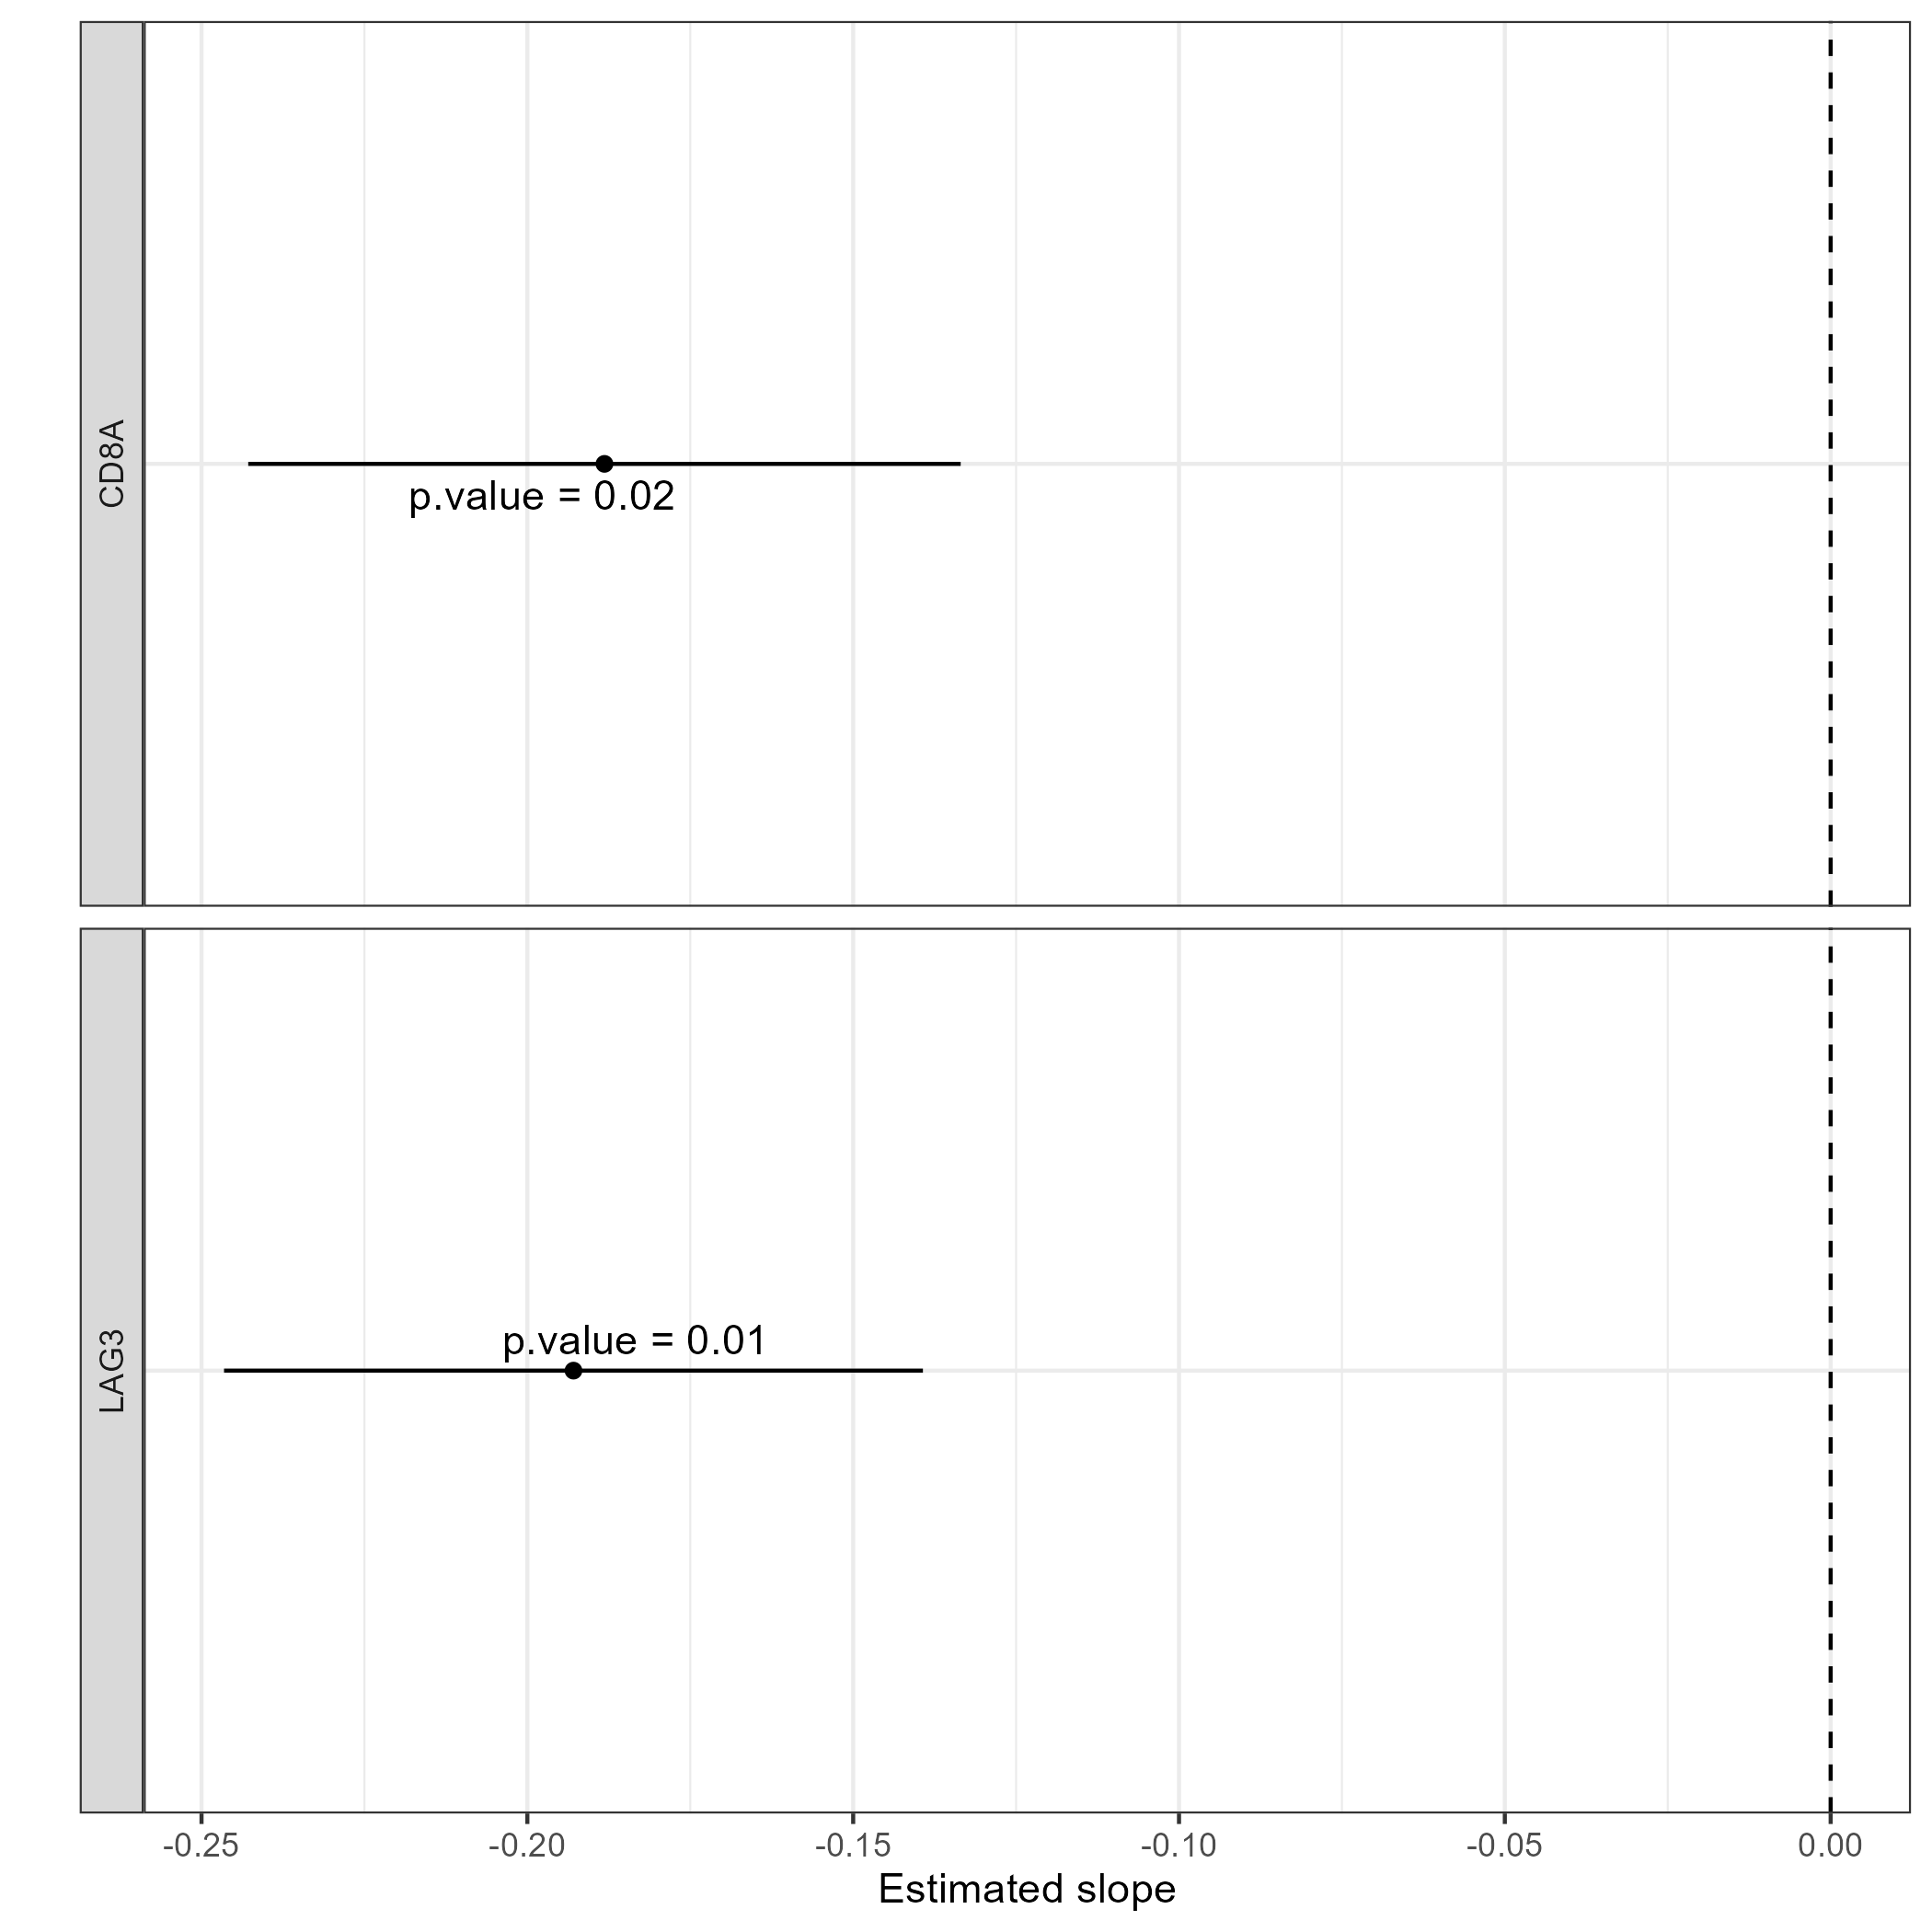 CD8A
p.value = 0.02
LAG3
p.value = 0.01
-0.25 -0.20 -0.15 -0.10 -0.05 0.00
Estimated slope